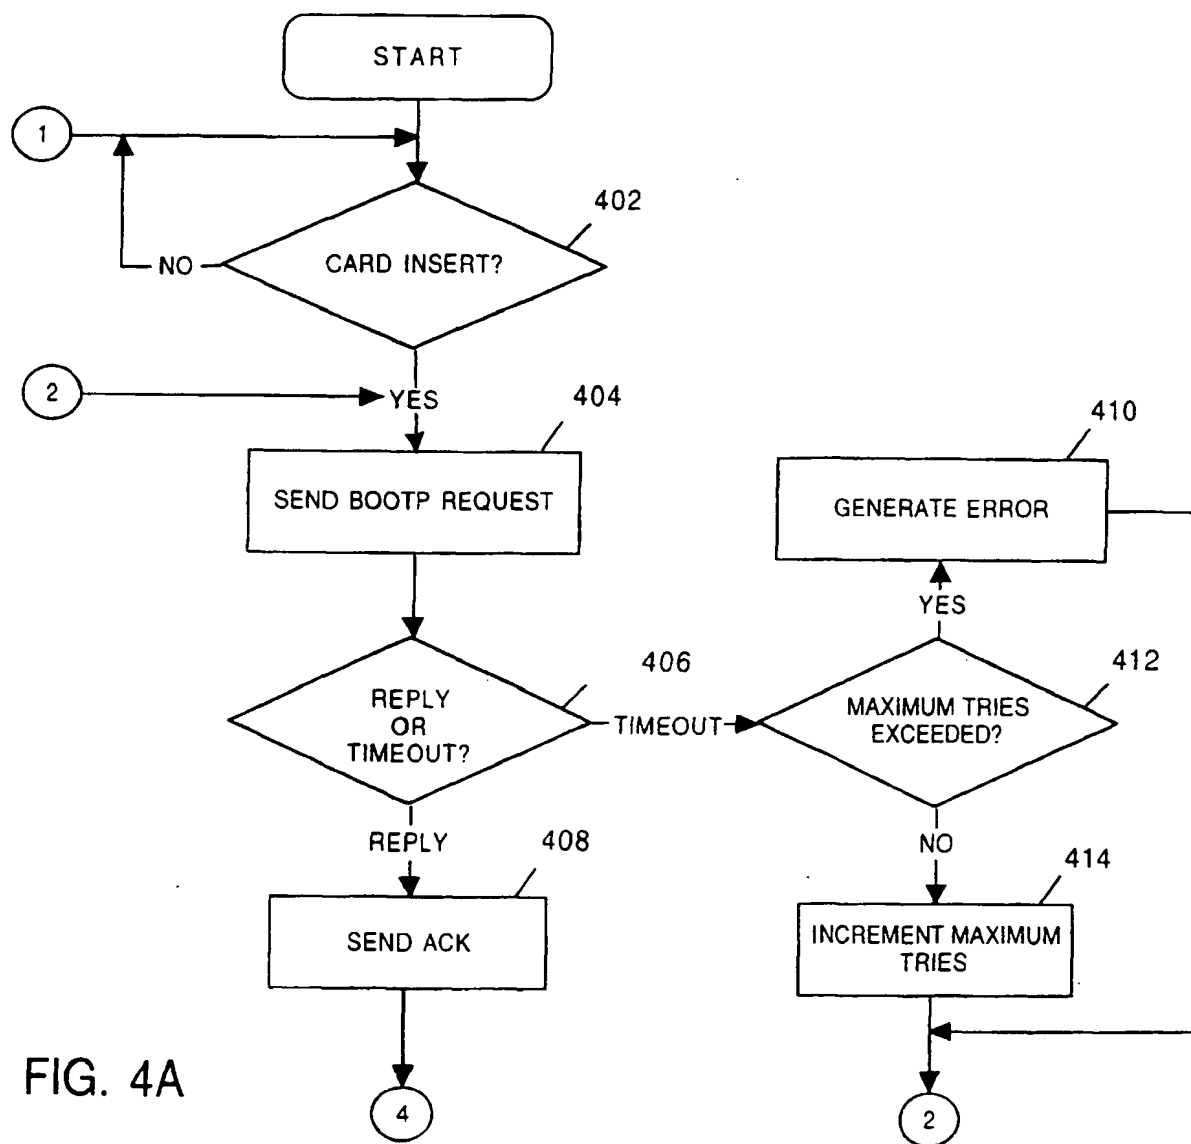 START
1
402
CARD INSERT?
NO
2
YES
404
SEND BOOTP REQUEST
410
GENERATE ERROR
YES
406
REPLY
OR
TIMEOUT?
TIMEOUT
412
MAXIMUM TRIES
EXCEEDED?
REPLY
408
SEND ACK
NO
414
INCREMENT MAXIMUM
TRIES
FIG. 4A
4
2